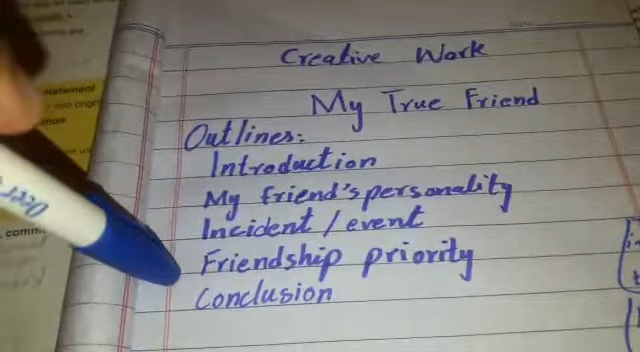 Creative Work
My True Friend
Outlines:
Introduction
My friend's personality
Incident / event
Friendship priority
Conclusion